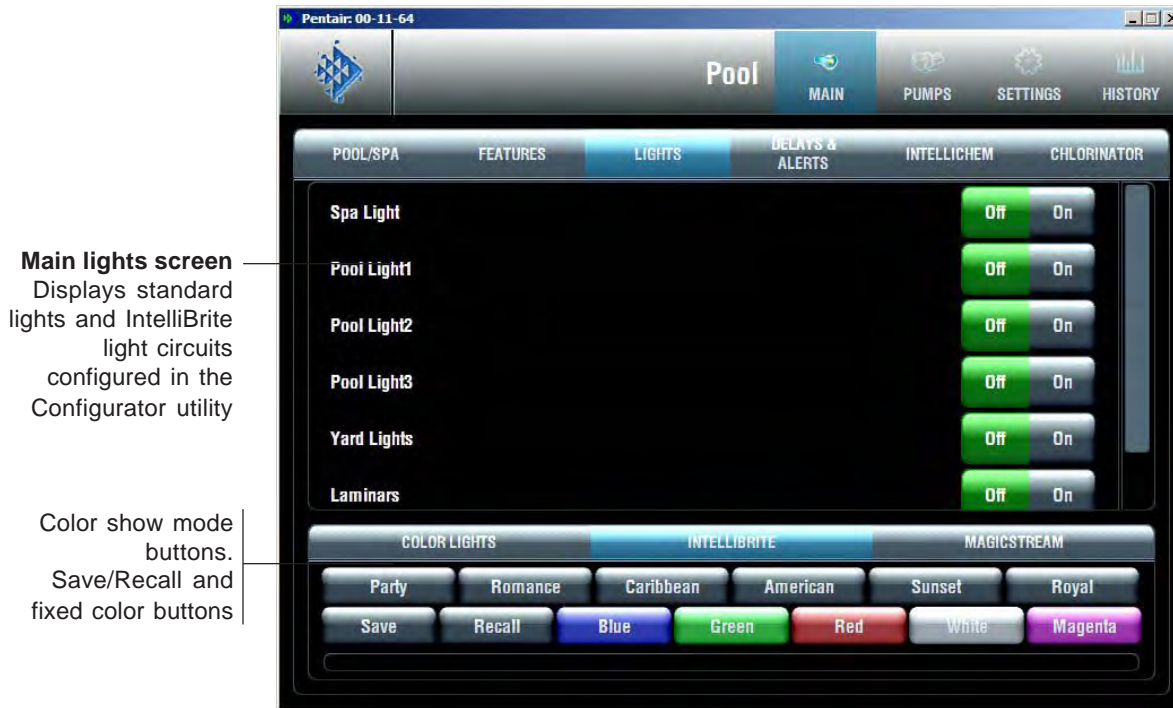 Pentair: 00-11-64
Pool
MAIN
PUMPS
SETTINGS
HISTORY
POOL/SPA
FEATURES
LIGHTS
DELAYS &
ALERTS
INTELLICHEM
CHLORINATOR
Spa Light
Off On
Pool Light1
Off On
Pool Light2
Off On
Pool Light3
Off On
Yard Lights
Off On
Laminars
Off On
Main lights screen
Displays standard
lights and IntelliBrite
light circuits
configured in the
Configurator utility
COLOR LIGHTS
INTELLIBRITE
MAGICSTREAM
Party Romance Caribbean American Sunset Royal
Save Recall Blue Green Red White Magenta
Color show mode
buttons.
Save/Recall and
fixed color buttons